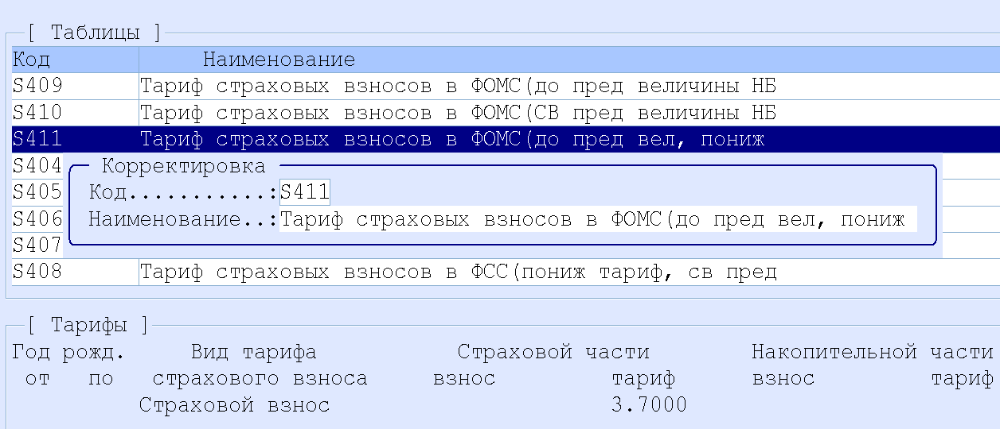 [ Таблицы ]
Код Наименование
S409 Тариф страховых взносов в ФОМС(до пред величины НБ
S410 Тариф страховых взносов в ФОМС(СВ пред величины НБ
S411 Тариф страховых взносов в ФОМС(до пред вел, пониж
S404
Корректировка
S405
Код...........:S411
S406
Наименование..:Тариф страховых взносов в ФОМС(до пред вел, пониж
S407
S408 Тариф страховых взносов в ФСС(пониж тариф, св пред
[ Тарифы ]
Год рожд. Вид тарифа Страховой части Накопительной части
от по страхового взноса взнос тариф взнос тариф
Страховой взнос 3.7000